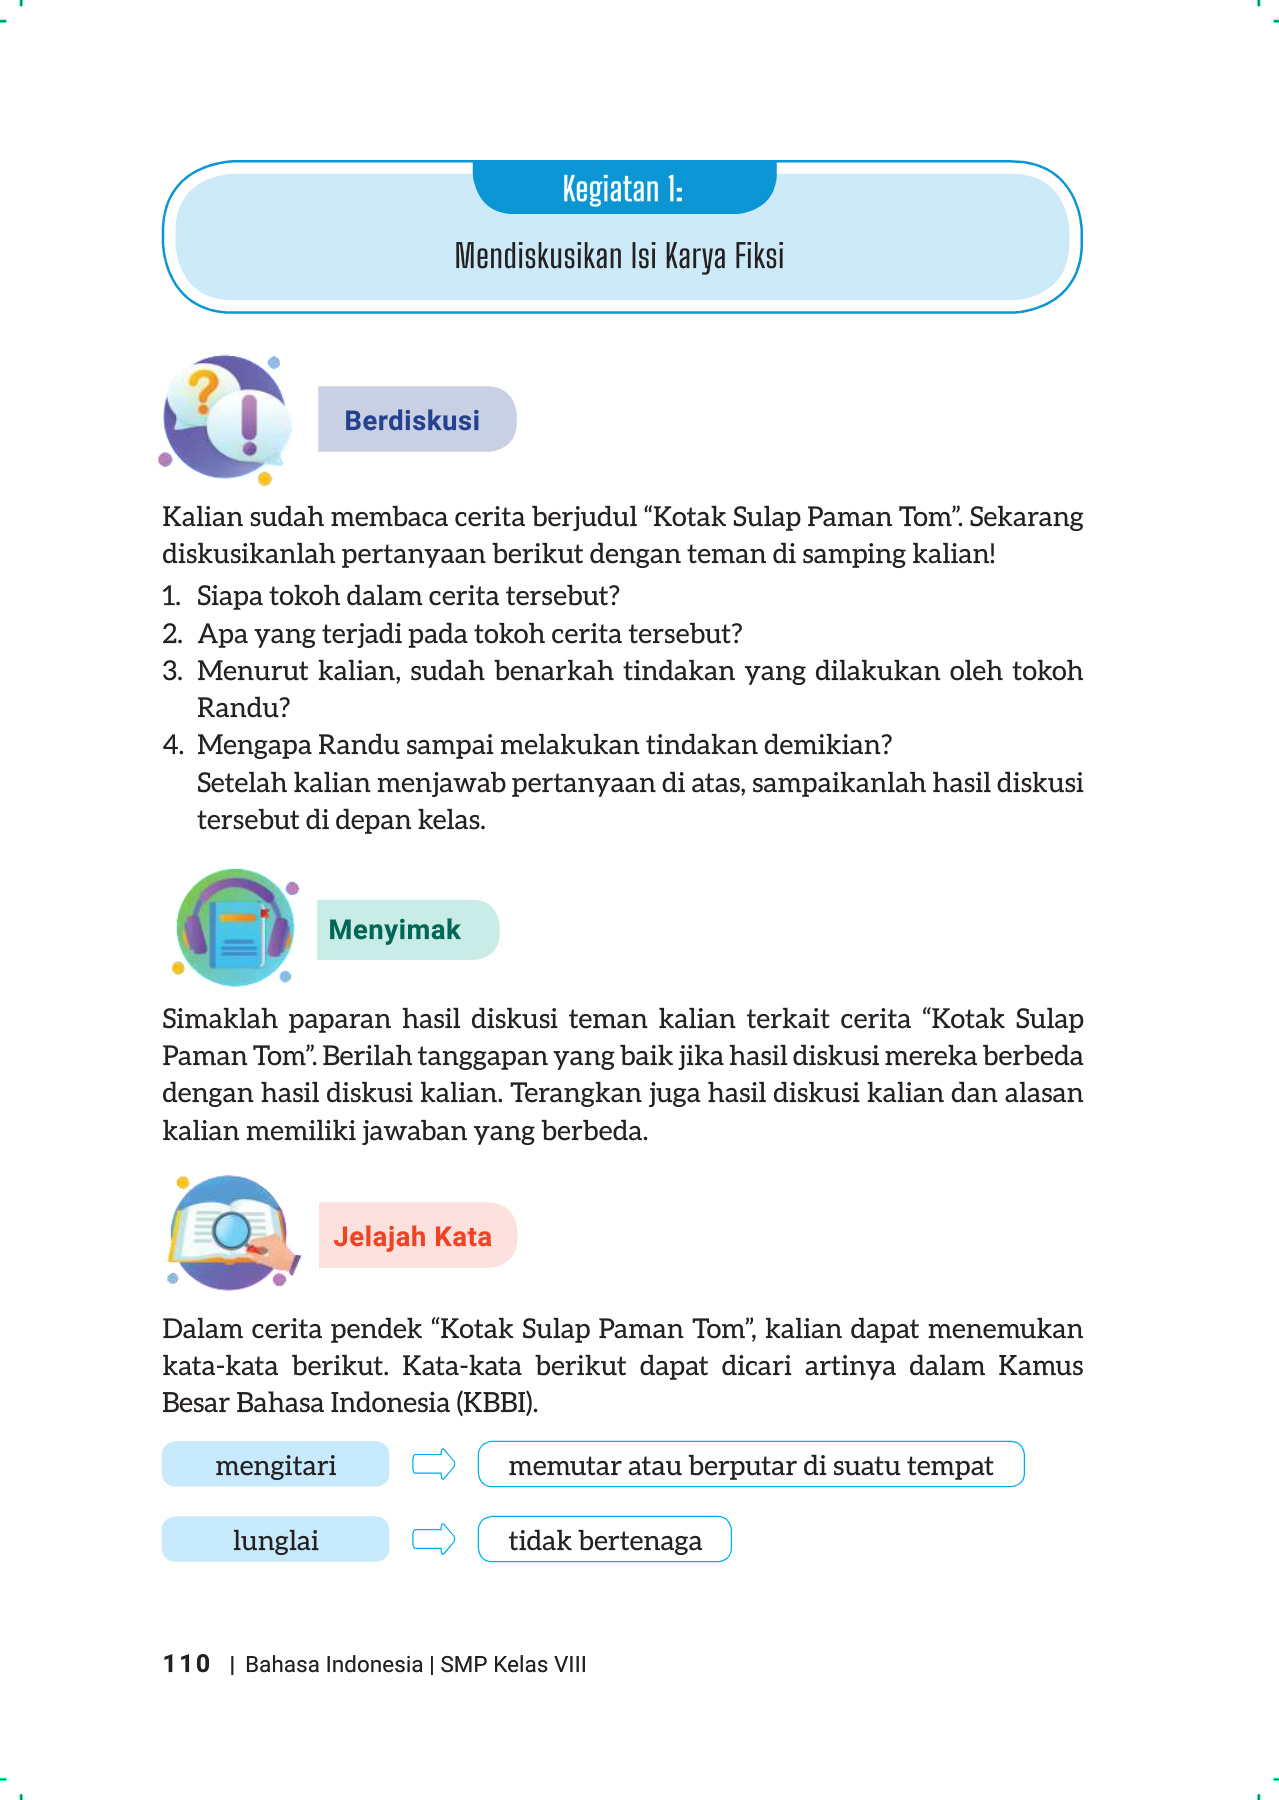 Kegiatan 1:
Mendiskusikan Isi Karya Fiksi
Berdiskusi
Kalian sudah membaca cerita berjudul “Kotak Sulap Paman Tom”. Sekarang
diskusikanlah pertanyaan berikut dengan teman di samping kalian!
1. Siapa tokoh dalam cerita tersebut?
2. Apa yang terjadi pada tokoh cerita tersebut?
3. Menurut kalian, sudah benarkah tindakan yang dilakukan oleh tokoh
Randu?
4. Mengapa Randu sampai melakukan tindakan demikian?
Setelah kalian menjawab pertanyaan di atas, sampaikanlah hasil diskusi
tersebut di depan kelas.
Menyimak
Simaklah paparan hasil diskusi teman kalian terkait cerita “Kotak Sulap
Paman Tom”. Berilah tanggapan yang baik jika hasil diskusi mereka berbeda
dengan hasil diskusi kalian. Terangkan juga hasil diskusi kalian dan alasan
kalian memiliki jawaban yang berbeda.
Jelajah Kata
Dalam cerita pendek “Kotak Sulap Paman Tom”, kalian dapat menemukan
kata-kata berikut. Kata-kata berikut dapat dicari artinya dalam Kamus
Besar Bahasa Indonesia (KBBI).
mengitari memutar atau berputar di suatu tempat
lunglai tidak bertenaga
110 | Bahasa Indonesia | SMP Kelas VIII